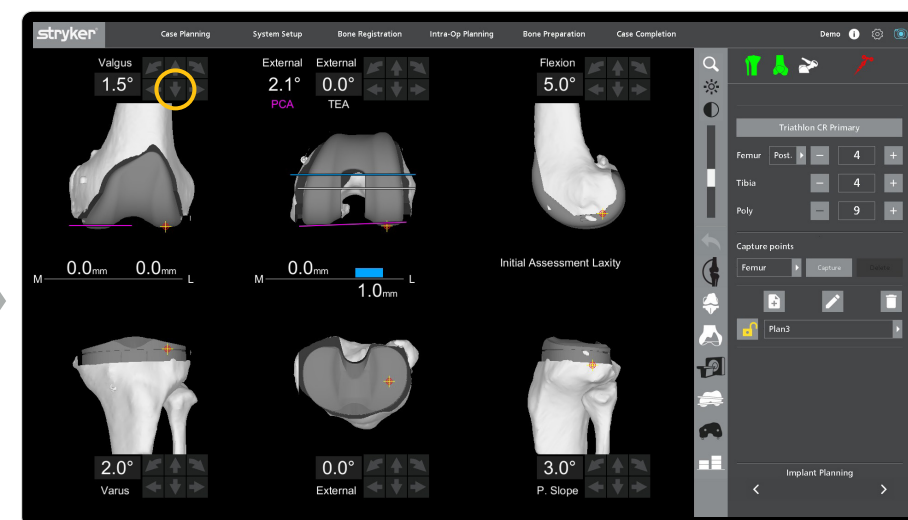 stryker
Case Planning
System Setup
Bone Registration
Intra-Op Planning
Bone Preparation
Case Completion
Demo
Valgus
1.5°
External External
2.1° 0.0°
PCA TEA
Flexion
5.0°
M 0.0mm 0.0mm L
M 0.0mm
1.0mm L
Initial Assessment Laxity
2.0°
Varus
0.0°
External
3.0°
P. Slope
Triathlon CR Primary
Femur Post. − 4 +
Tibia − 4 +
Poly − 9 +
Capture points
Femur Capture Delete
Plan3
Implant Planning